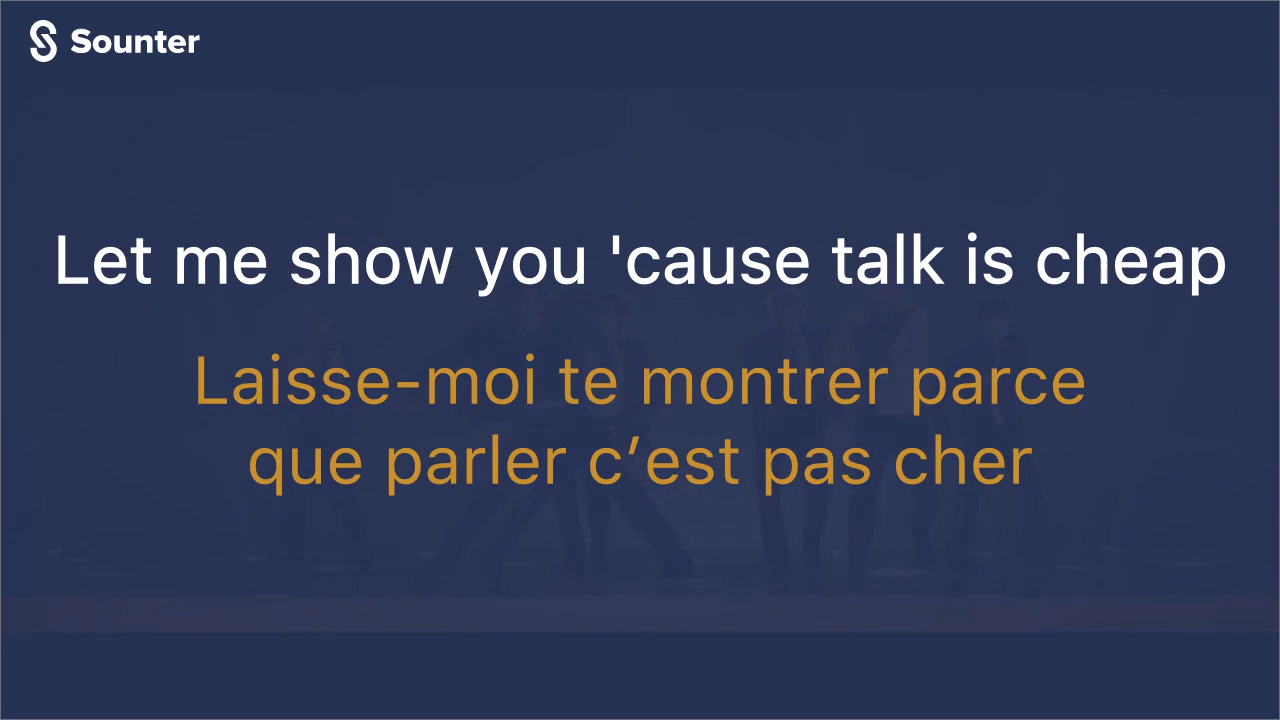 Sounter
Let me show you 'cause talk is cheap
Laisse-moi te montrer parce
que parler c’est pas cher